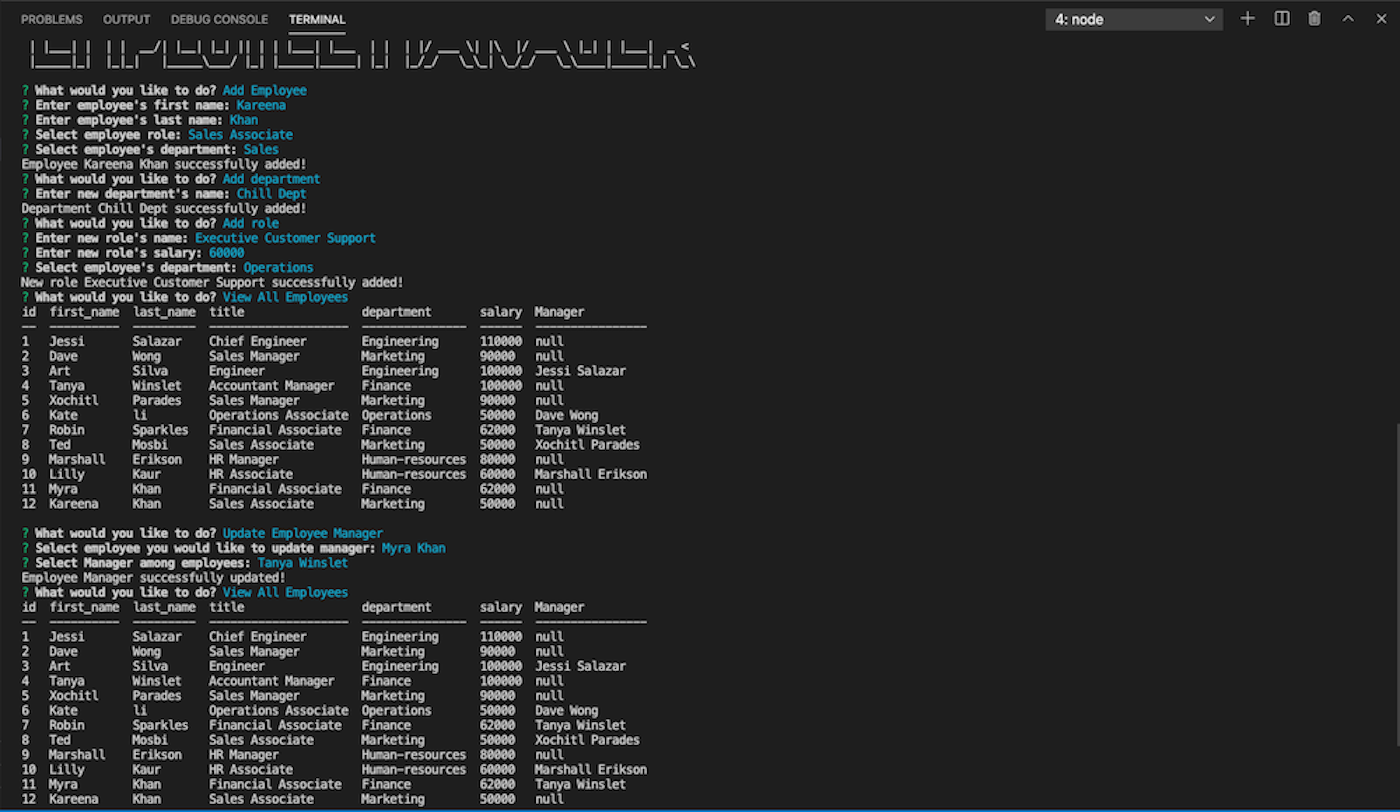 PROBLEMS OUTPUT DEBUG CONSOLE TERMINAL 4: node
? What would you like to do? Add Employee
? Enter employee's first name: Kareena
? Enter employee's last name: Khan
? Select employee role: Sales Associate
? Select employee's department: Sales
Employee Kareena Khan successfully added!
? What would you like to do? Add department
? Enter new department's name: Chill Dept
Department Chill Dept successfully added!
? What would you like to do? Add role
? Enter new role's name: Executive Customer Support
? Enter new role's salary: 60000
? Select employee's department: Operations
New role Executive Customer Support successfully added!
? What would you like to do? View All Employees
id first_name last_name title department salary Manager
-- ---------- --------- -------------------- --------------- ------ ----------------
1 Jessi Salazar Chief Engineer Engineering 110000 null
2 Dave Wong Sales Manager Marketing 90000 null
3 Art Silva Engineer Engineering 100000 Jessi Salazar
4 Tanya Winslet Accountant Manager Finance 100000 null
5 Xochitl Parades Sales Manager Marketing 90000 null
6 Kate li Operations Associate Operations 50000 Dave Wong
7 Robin Sparkles Financial Associate Finance 62000 Tanya Winslet
8 Ted Mosbi Sales Associate Marketing 50000 Xochitl Parades
9 Marshall Erikson HR Manager Human-resources 80000 null
10 Lilly Kaur HR Associate Human-resources 60000 Marshall Erikson
11 Myra Khan Financial Associate Finance 62000 null
12 Kareena Khan Sales Associate Marketing 50000 null
? What would you like to do? Update Employee Manager
? Select employee you would like to update manager: Myra Khan
? Select Manager among employees: Tanya Winslet
Employee Manager successfully updated!
? What would you like to do? View All Employees
id first_name last_name title department salary Manager
-- ---------- --------- -------------------- --------------- ------ ----------------
1 Jessi Salazar Chief Engineer Engineering 110000 null
2 Dave Wong Sales Manager Marketing 90000 null
3 Art Silva Engineer Engineering 100000 Jessi Salazar
4 Tanya Winslet Accountant Manager Finance 100000 null
5 Xochitl Parades Sales Manager Marketing 90000 null
6 Kate li Operations Associate Operations 50000 Dave Wong
7 Robin Sparkles Financial Associate Finance 62000 Tanya Winslet
8 Ted Mosbi Sales Associate Marketing 50000 Xochitl Parades
9 Marshall Erikson HR Manager Human-resources 80000 null
10 Lilly Kaur HR Associate Human-resources 60000 Marshall Erikson
11 Myra Khan Financial Associate Finance 62000 Tanya Winslet
12 Kareena Khan Sales Associate Marketing 50000 null